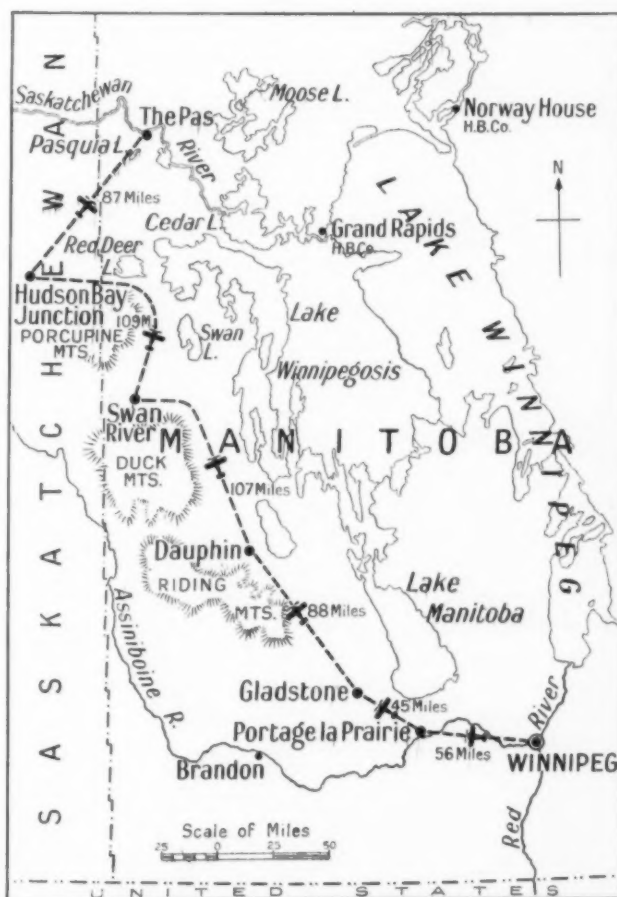 SASKATCHEWAN
Saskatchewan
River
The Pas
Pasquia L.
Moose L.
Norway House
H.B.Co.
N
87 Miles
Cedar L.
Grand Rapids
H.B.Co.
LAKE WINNIPEG
Red Deer
L.
Hudson Bay
Junction
109M.
PORCUPINE
MTS.
Swan
L.
Lake
Winnipegosis
Swan
River
MANITOBA
DUCK
MTS.
107 Miles
Dauphin
RIDING
MTS.
88 Miles
Lake
Manitoba
Assiniboine R.
Gladstone
45 Miles
Portage la Prairie
56 Miles
WINNIPEG
Red
River
Brandon
Scale of Miles
25 0 25 50
UNITED STATES